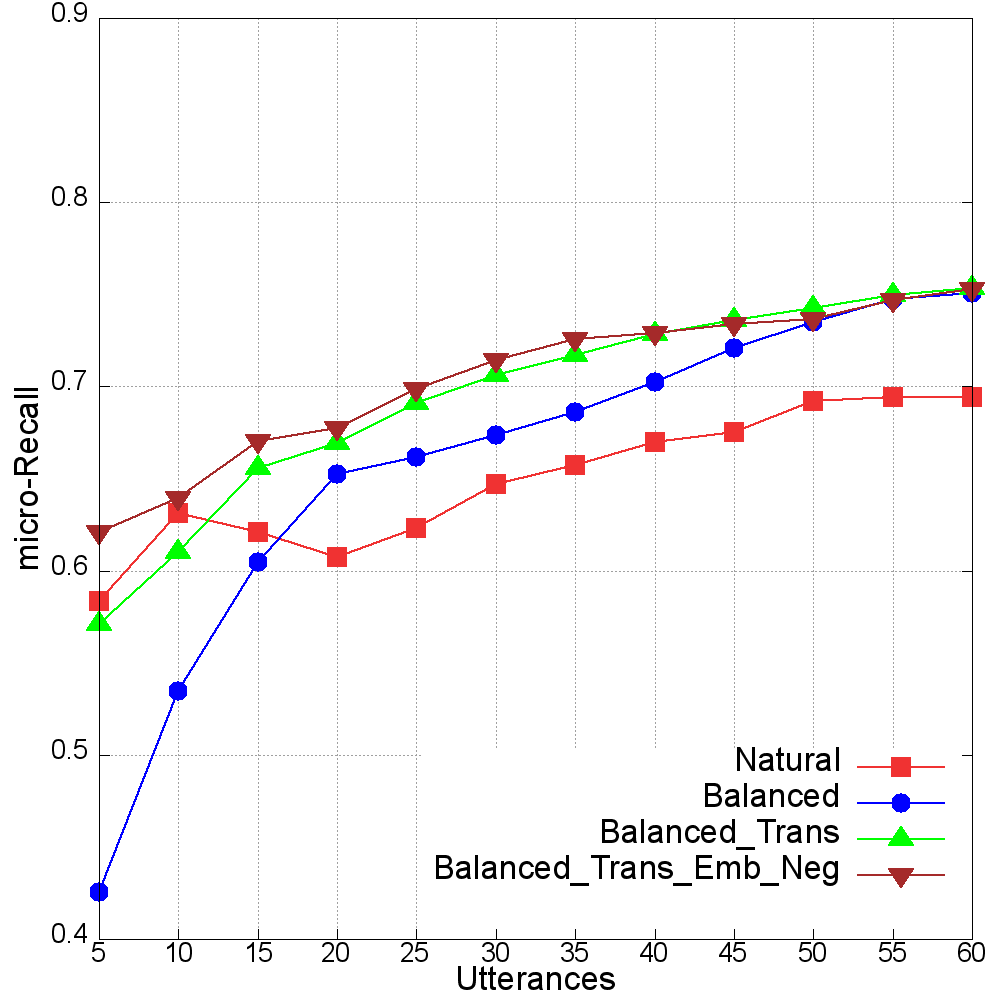 0.9
0.8
0.7
0.6
0.5
0.4
micro-Recall
Natural
Balanced
Balanced_Trans
Balanced_Trans_Emb_Neg
5 10 15 20 25 30 35 40 45 50 55 60
Utterances